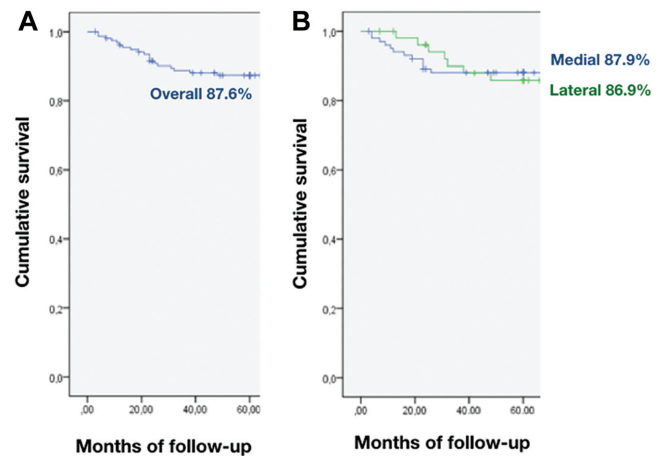 A
B
1,0
0,8
0,6
0,4
0,2
0,0
,00
20,00
40,00
60,00
Cumulative survival
Months of follow-up
Overall 87.6%
1,0
0,8
0,6
0,4
0,2
0,0
,00
20,00
40.00
60.00
Cumulative survival
Months of follow-up
Medial 87.9%
Lateral 86.9%